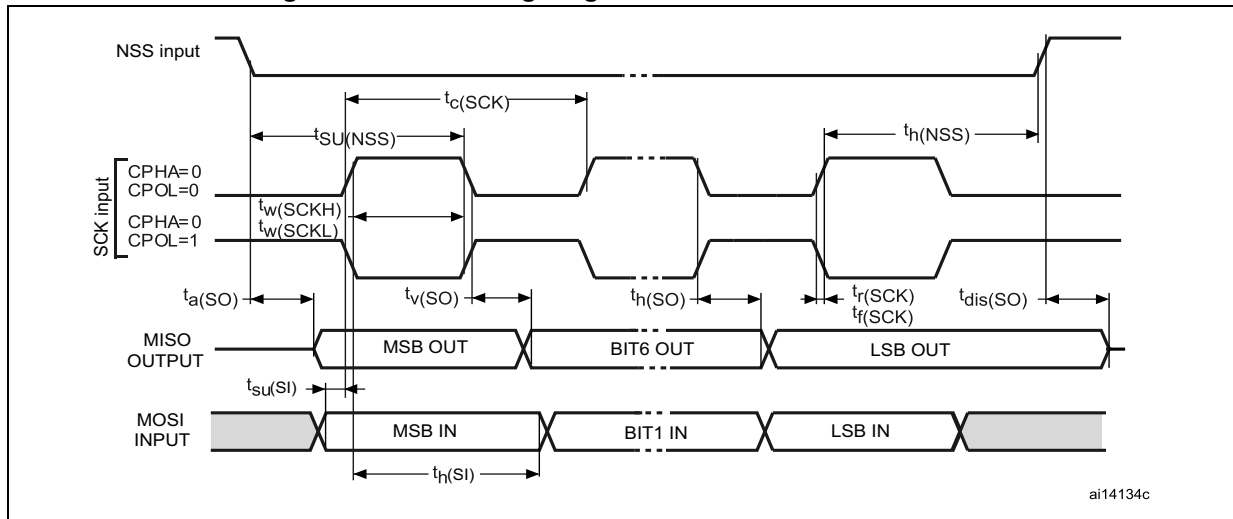 NSS input
tc(SCK)
tSU(NSS)
th(NSS)
SCK input
CPHA=0
CPOL=0
tw(SCKH)
CPHA=0
tw(SCKL)
CPOL=1
ta(SO)
tv(SO)
th(SO)
tr(SCK)
tf(SCK)
tdis(SO)
MISO
OUTPUT
MSB OUT
BIT6 OUT
LSB OUT
tsu(SI)
MOSI
INPUT
MSB IN
BIT1 IN
LSB IN
th(SI)
ai14134c